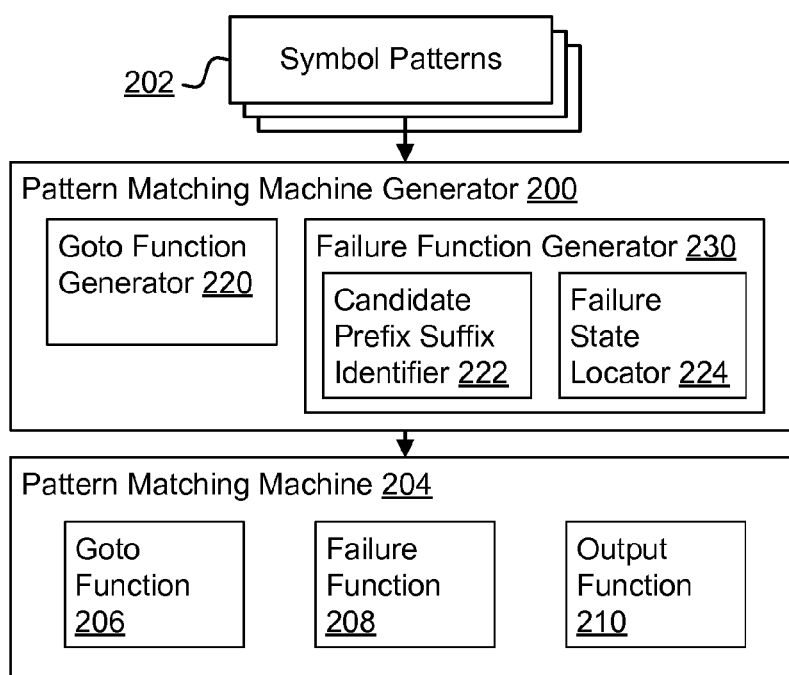 Symbol Patterns
202
Pattern Matching Machine Generator 200
Goto Function
Generator 220
Failure Function Generator 230
Candidate
Prefix Suffix
Identifier 222
Failure
State
Locator 224
Pattern Matching Machine 204
Goto
Function
206
Failure
Function
208
Output
Function
210